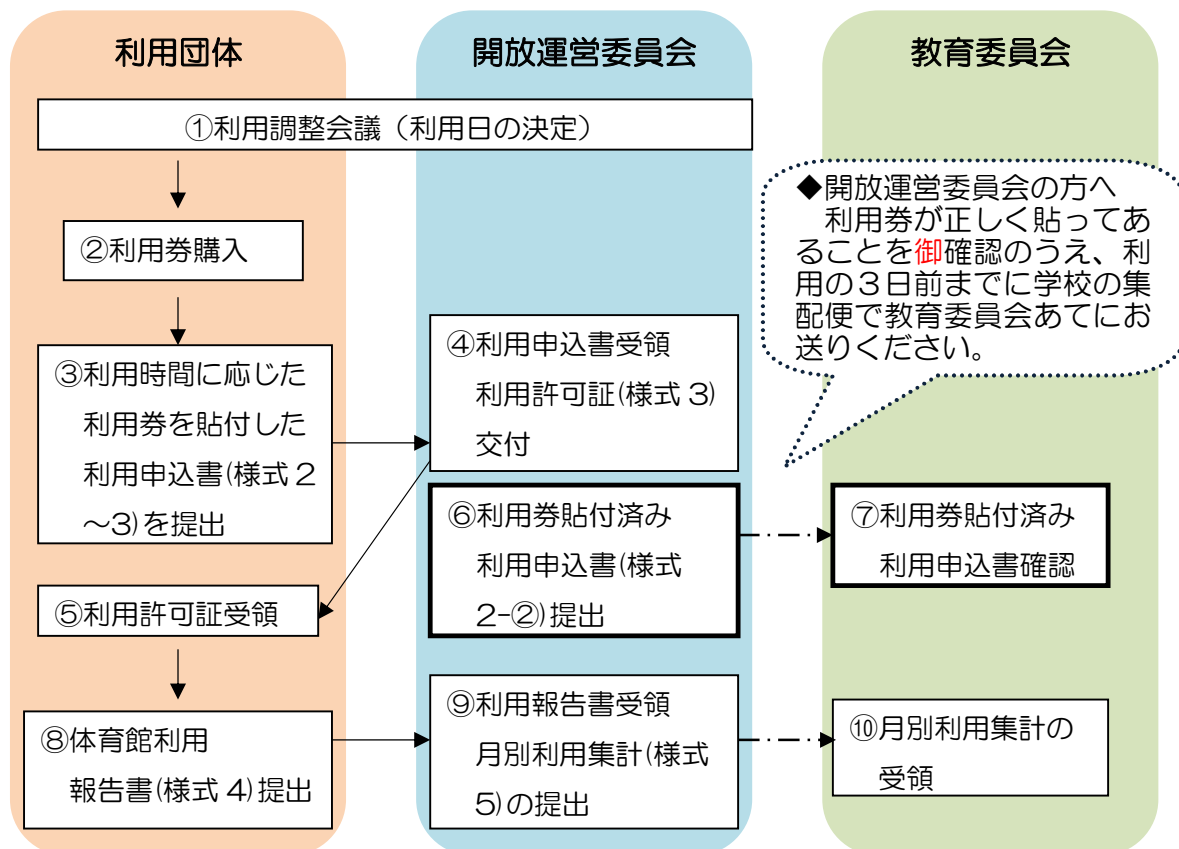 利用団体
開放運営委員会
教育委員会
①利用調整会議（利用日の決定）
②利用券購入
③利用時間に応じた
利用券を貼付した
利用申込書(様式２
～3)を提出
④利用申込書受領
利用許可証(様式３)
交付
◆開放運営委員会の方へ
利用券が正しく貼ってあ
ることを御確認のうえ、利
用の３日前までに学校の集
配便で教育委員会あてにお
送りください。
⑤利用許可証受領
⑥利用券貼付済み
利用申込書(様式
2-②)提出
⑦利用券貼付済み
利用申込書確認
⑧体育館利用
報告書(様式 4)提出
⑨利用報告書受領
月別利用集計(様式
5)の提出
⑩月別利用集計の
受領